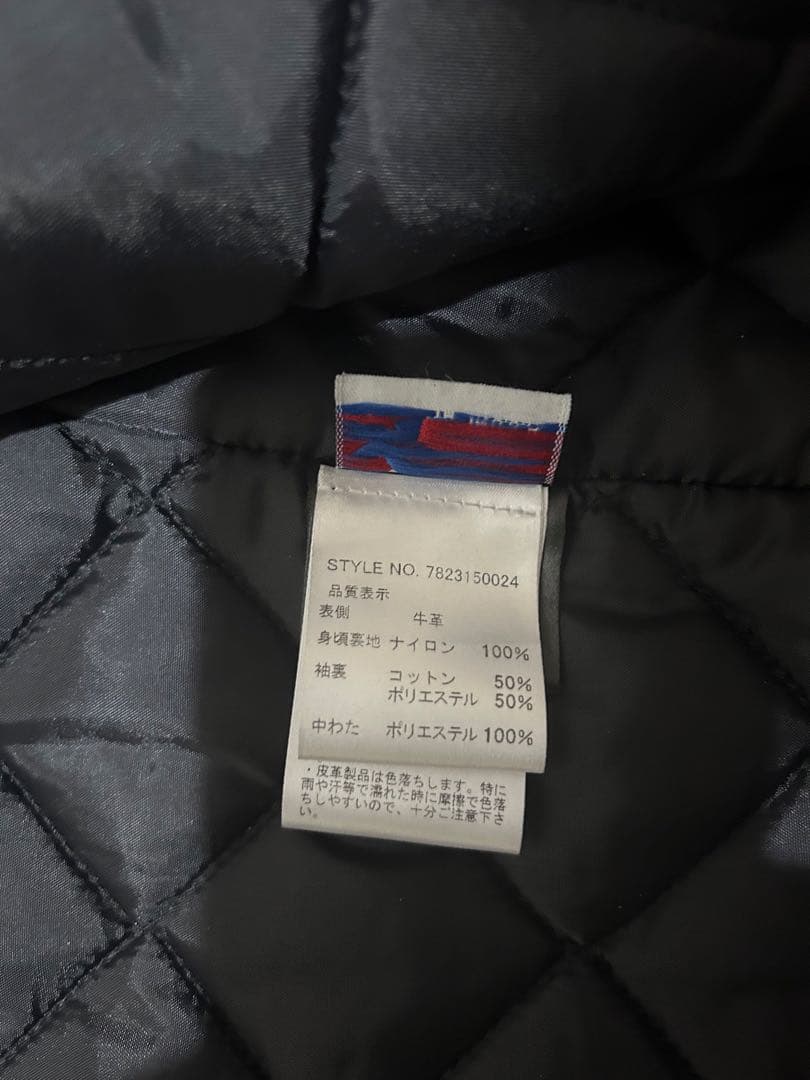 STYLE NO. 7823150024
品質表示
表側 牛革
身頃裏地 ナイロン 100%
袖裏 コットン 50%
ポリエステル 50%
中わた ポリエステル 100%
・皮革製品は色落ちします。特に
雨や汗等で濡れた時に摩擦で色落
ちしやすいので、十分ご注意下さ
い。